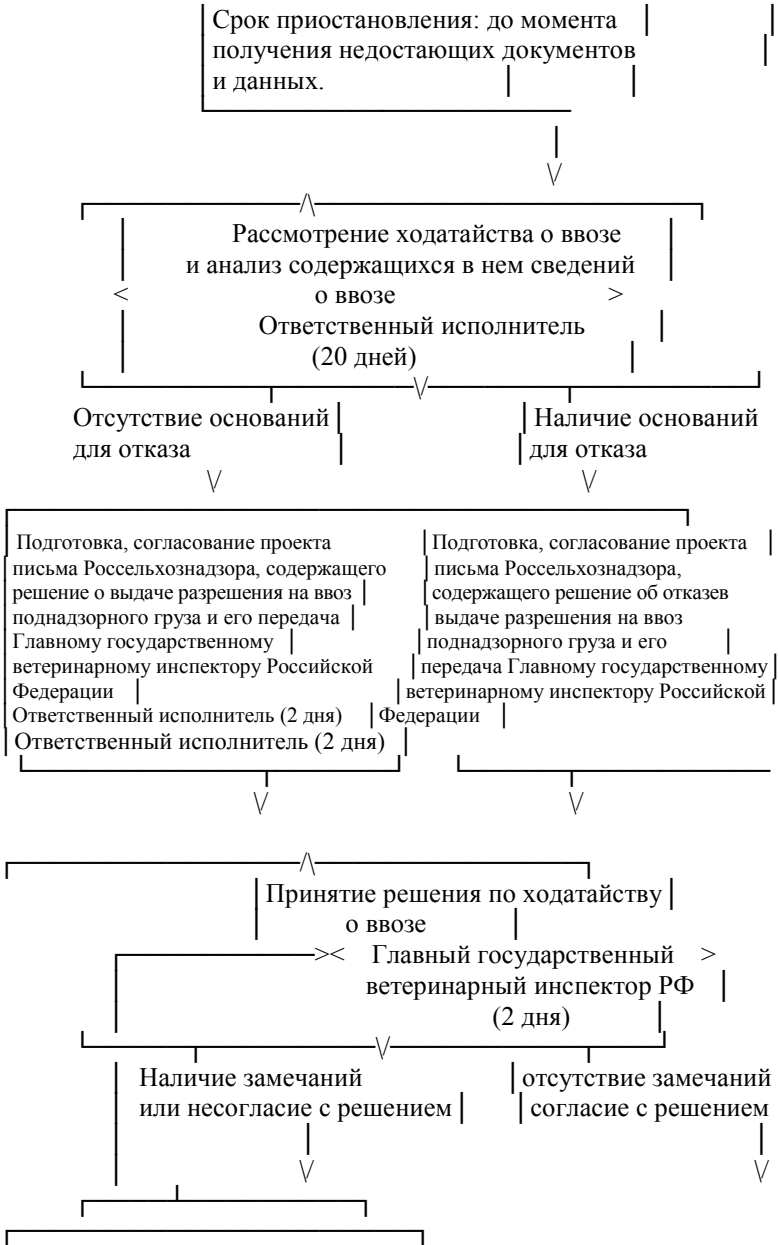 Срок приостановления: до момента
получения недостающих документов
и данных.
Рассмотрение ходатайства о ввозе
и анализ содержащихся в нем сведений
о ввозе
Ответственный исполнитель
(20 дней)
Отсутствие оснований
для отказа
Наличие оснований
для отказа
Подготовка, согласование проекта
письма Россельхознадзора, содержащего
решение о выдаче разрешения на ввоз
поднадзорного груза и его передача
Главному государственному
ветеринарному инспектору Российской
Федерации
Ответственный исполнитель (2 дня)
Подготовка, согласование проекта
письма Россельхознадзора,
содержащего решение об отказев
выдаче разрешения на ввоз
поднадзорного груза и его
передача Главному государственному
ветеринарному инспектору Российской
Федерации
Ответственный исполнитель (2 дня)
Принятие решения по ходатайству
о ввозе
Главный государственный
ветеринарный инспектор РФ
(2 дня)
Наличие замечаний
или несогласие с решением
отсутствие замечаний
согласие с решением